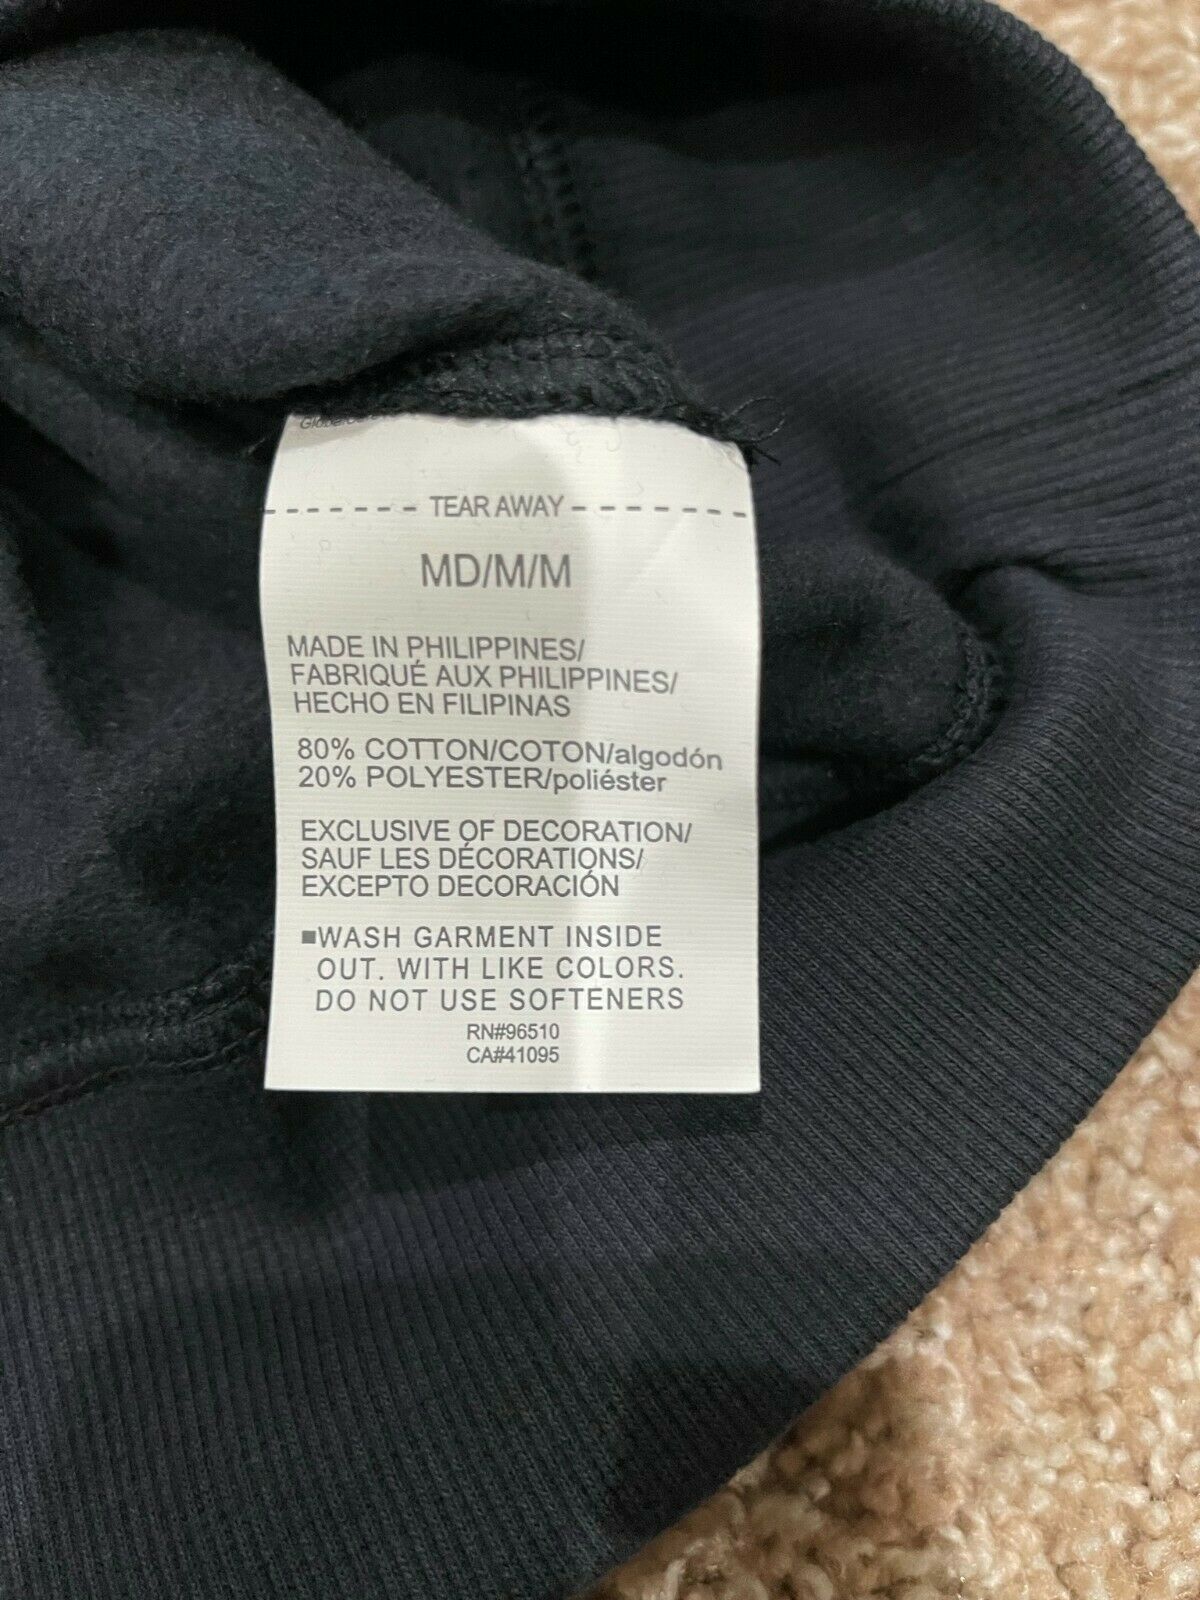 - - - - - - - TEAR AWAY - - - - - - - -
MD/M/M
MADE IN PHILIPPINES/
FABRIQUÉ AUX PHILIPPINES/
HECHO EN FILIPINAS
80% COTTON/COTON/algodón
20% POLYESTER/poliéster
EXCLUSIVE OF DECORATION/
SAUF LES DÉCORATIONS/
EXCEPTO DECORACIÓN
■WASH GARMENT INSIDE
OUT. WITH LIKE COLORS.
DO NOT USE SOFTENERS
RN#96510
CA#41095